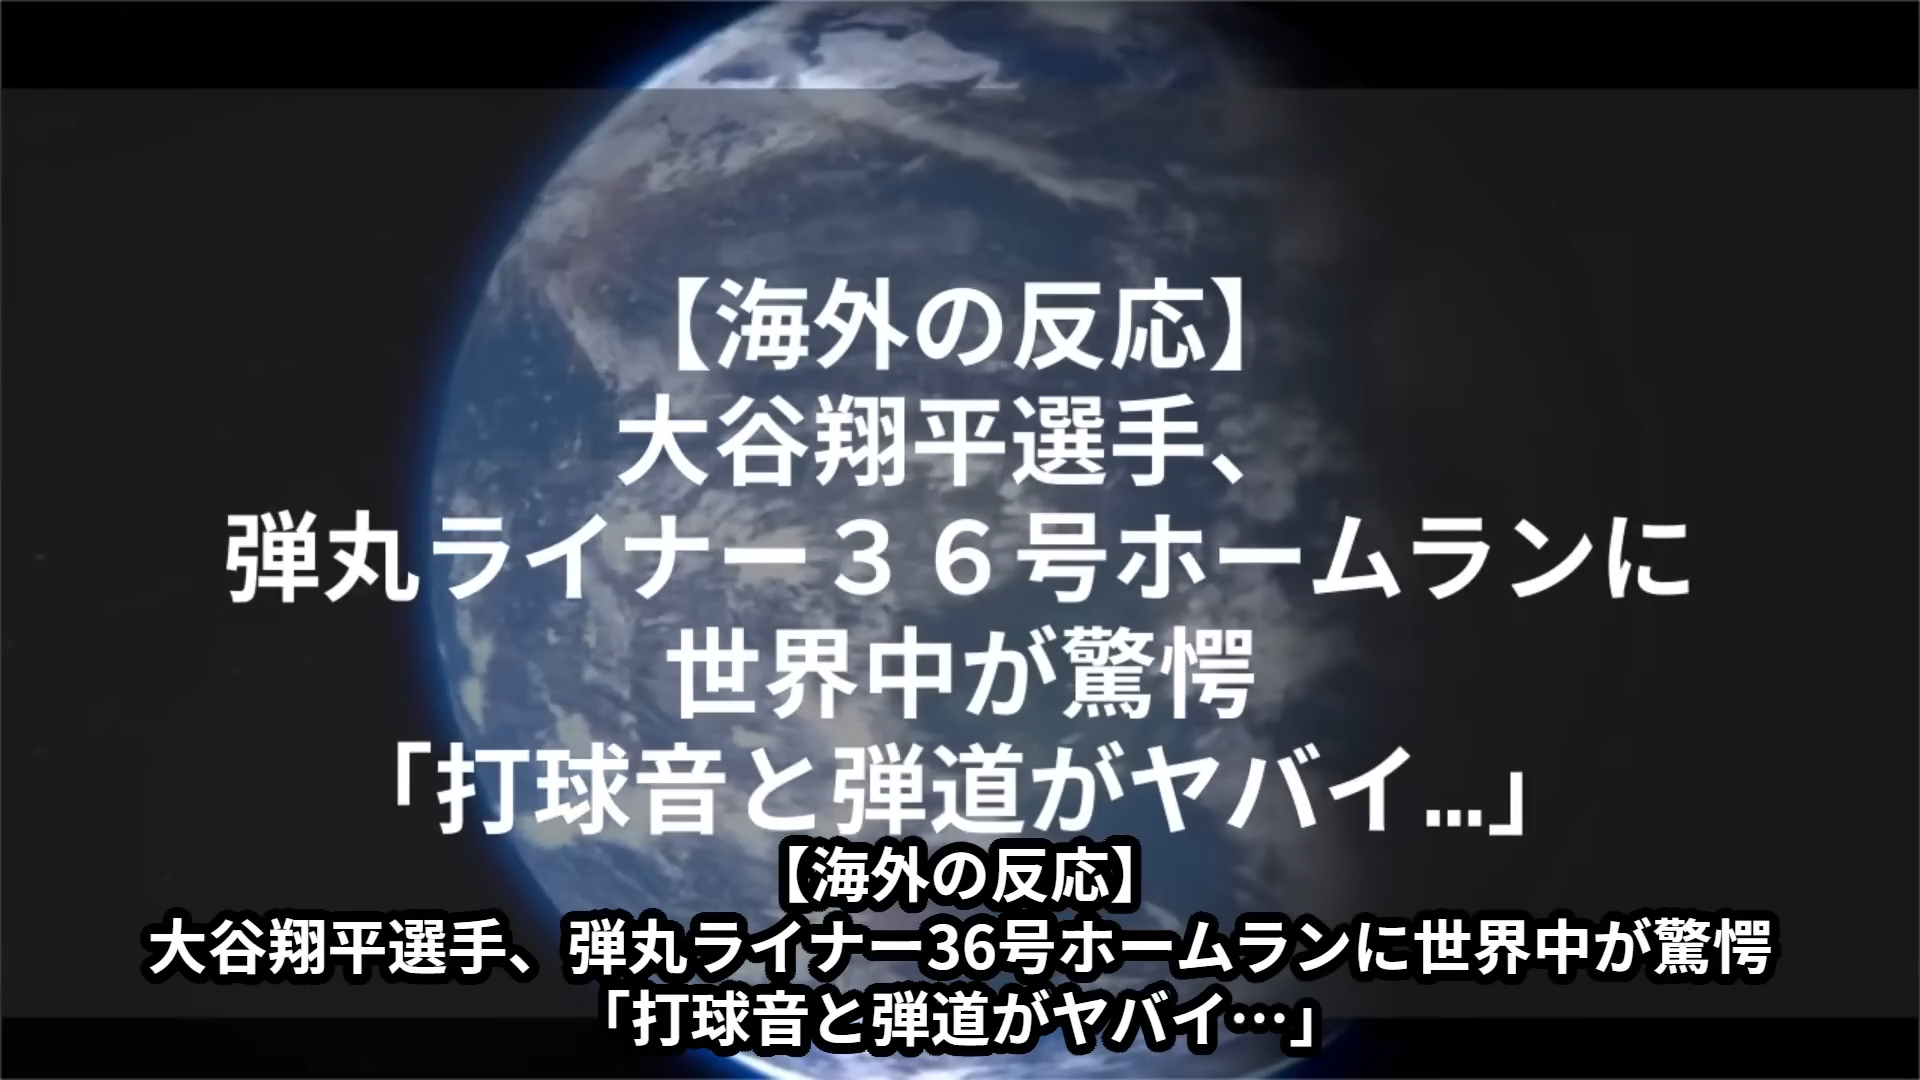 【海外の反応】
大谷翔平選手、
弾丸ライナー３６号ホームランに
世界中が驚愕
「打球音と弾道がヤバイ...」
【海外の反応】
大谷翔平選手、弾丸ライナー36号ホームランに世界中が驚愕
「打球音と弾道がヤバイ…」